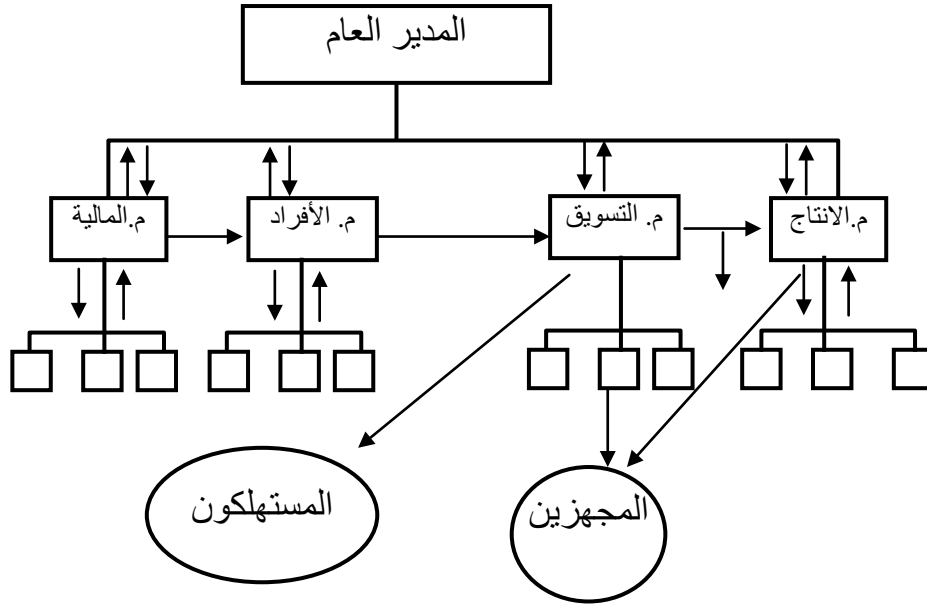 المدير العام
م.الانتاج
م. التسويق
م. الأفراد
م.المالية
المستهلكون
المجهزين